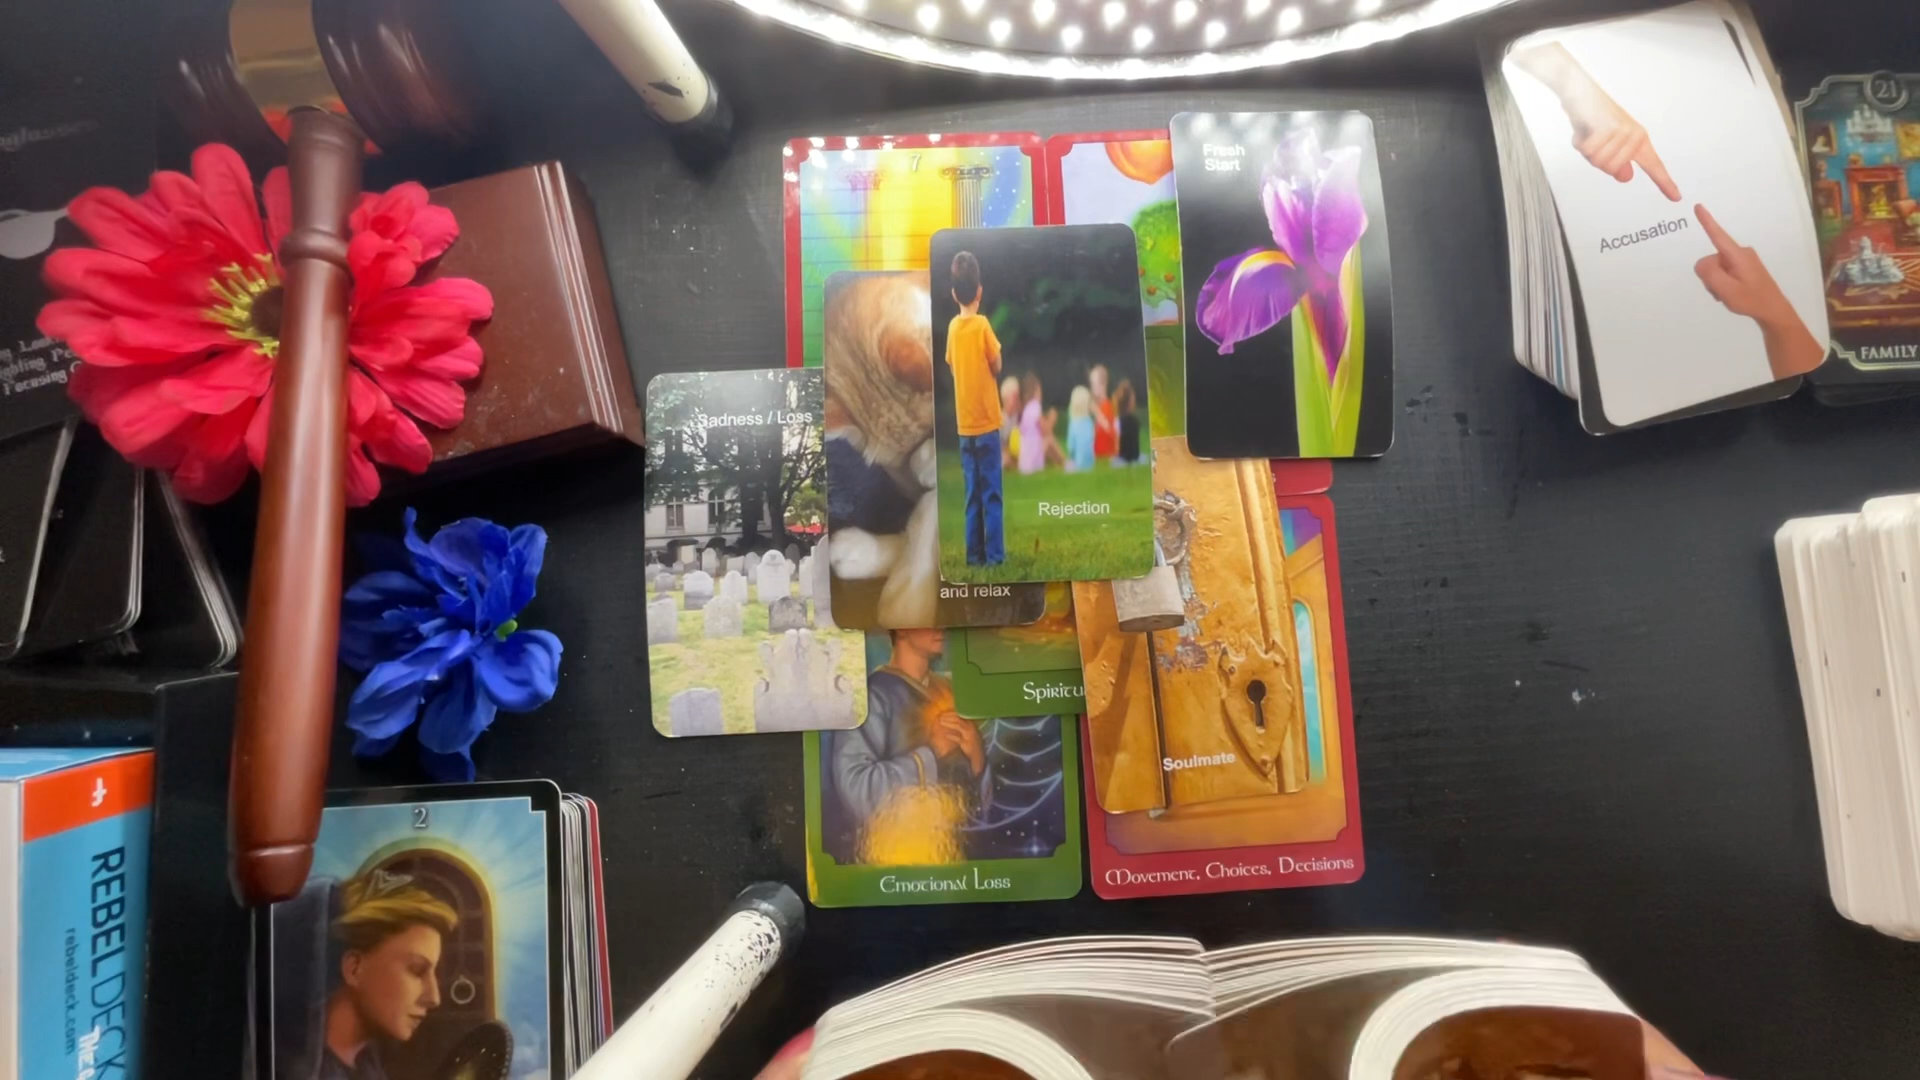 7
Fresh
Start
Accusation
21
FAMILY
Sadness / Loss
Rejection
and relax
Soulmate
Emotional Loss
Movement, Choices, Decisions
2
REBELDECK
rebeldeck.com